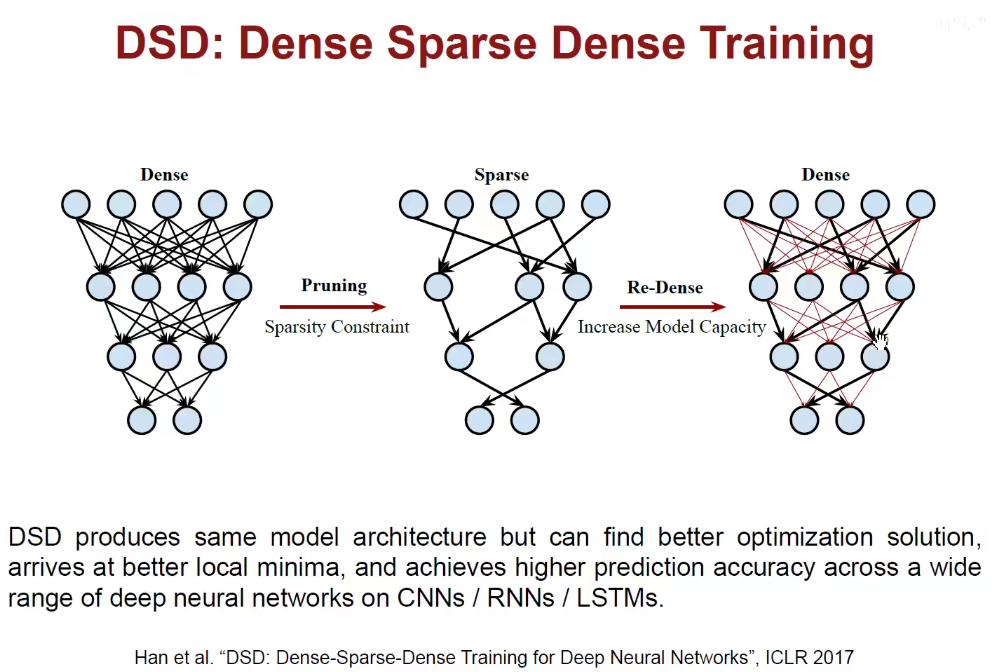 DSD: Dense Sparse Dense Training
Dense
Sparse
Dense
Pruning
Sparsity Constraint
Re-Dense
Increase Model Capacity
DSD produces same model architecture but can find better optimization solution,
arrives at better local minima, and achieves higher prediction accuracy across a wide
range of deep neural networks on CNNs / RNNs / LSTMs.
Han et al. “DSD: Dense-Sparse-Dense Training for Deep Neural Networks”, ICLR 2017